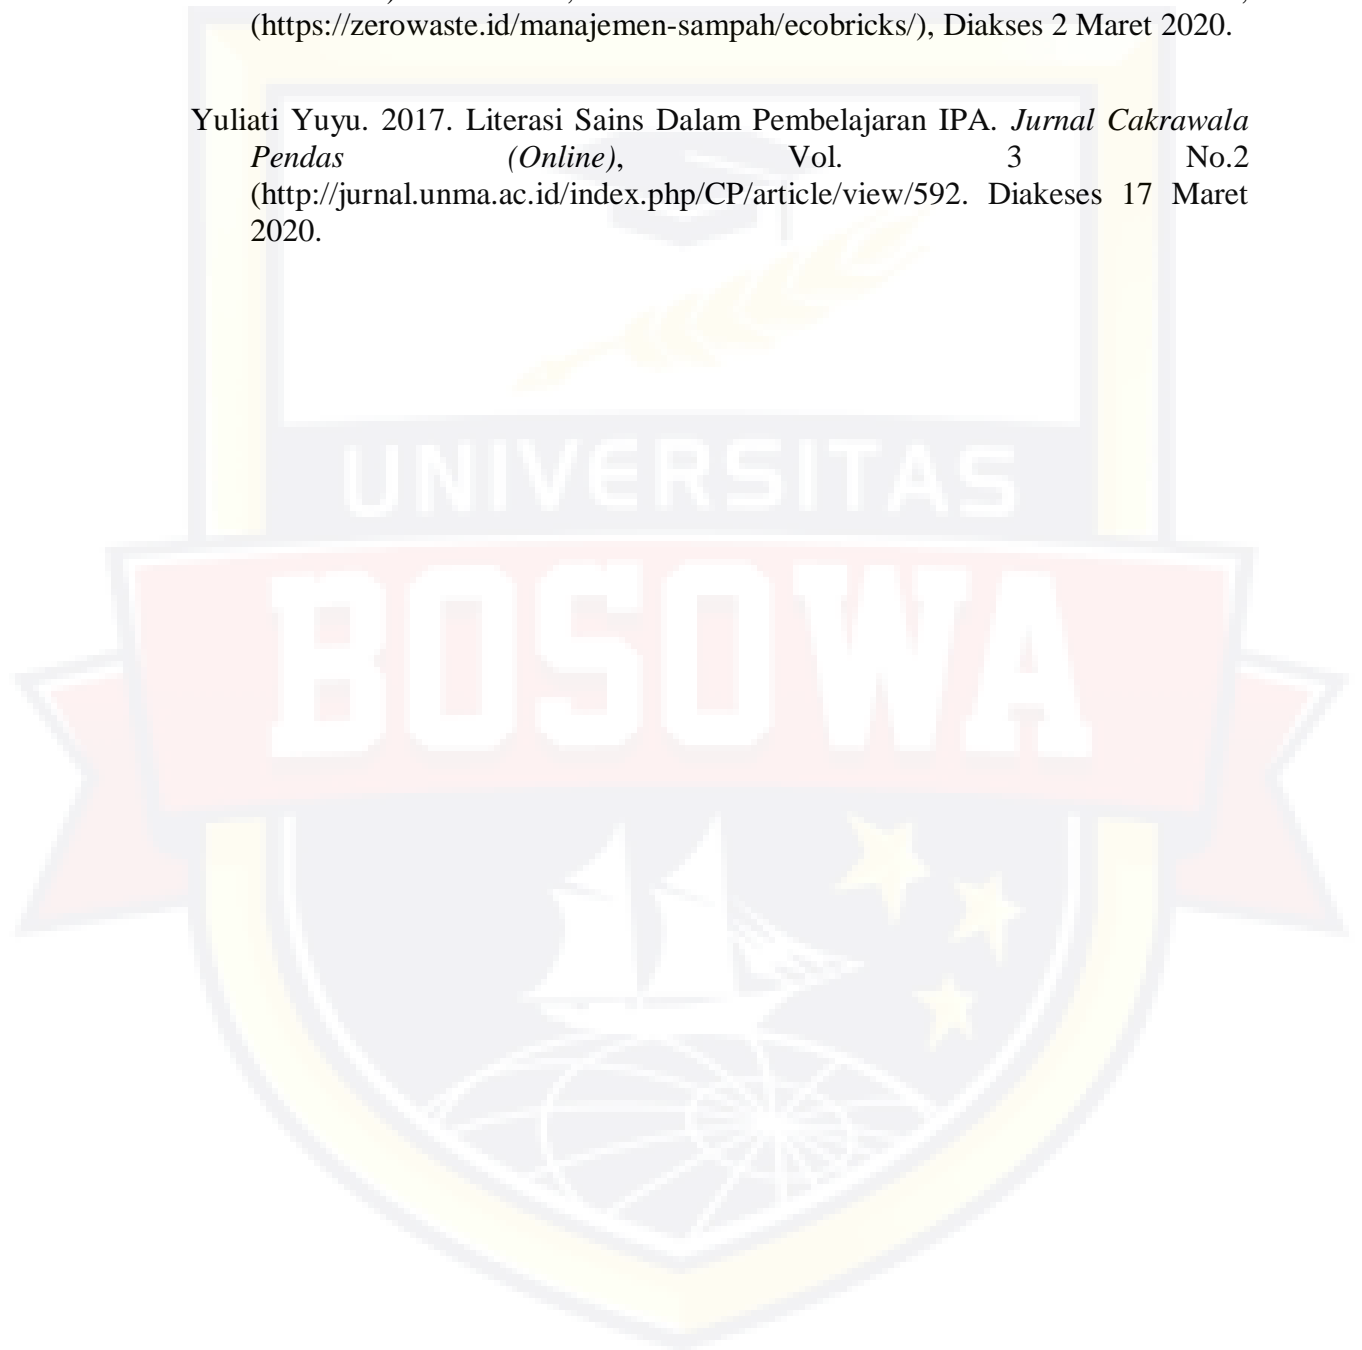 (https://zerowaste.id/manajemen-sampah/ecobricks/), Diakses 2 Maret 2020.
Yuliati Yuyu. 2017. Literasi Sains Dalam Pembelajaran IPA. Jurnal Cakrawala
Pendas (Online), Vol. 3 No.2
(http://jurnal.unma.ac.id/index.php/CP/article/view/592. Diakeses 17 Maret
2020.
UNIVERSITAS
BOSOWA